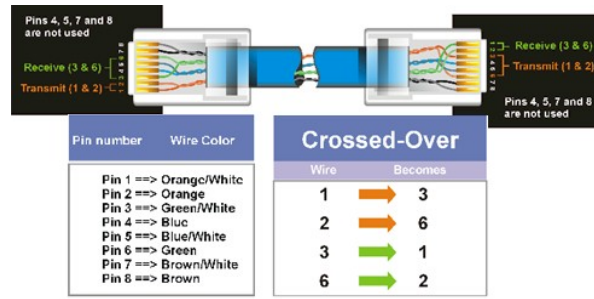 Pins 4, 5, 7 and 8
are not used
Receive (3 & 6)
Transmit (1 & 2)
Receive (3 & 6)
Transmit (1 & 2)
Pins 4, 5, 7 and 8
are not used
Pin number Wire Color
Pin 1 ==> Orange/White
Pin 2 ==> Orange
Pin 3 ==> Green/White
Pin 4 ==> Blue
Pin 5 ==> Blue/White
Pin 6 ==> Green
Pin 7 ==> Brown/White
Pin 8 ==> Brown
Crossed-Over
Wire Becomes
1 3
2 6
3 1
6 2